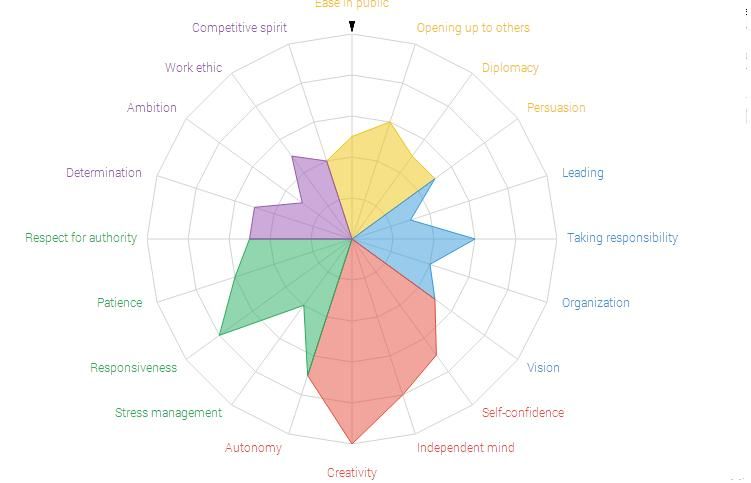 Ease in public
Competitive spirit
Opening up to others
Work ethic
Diplomacy
Ambition
Persuasion
Determination
Leading
Respect for authority
Taking responsibility
Patience
Organization
Responsiveness
Vision
Stress management
Self-confidence
Autonomy
Independent mind
Creativity